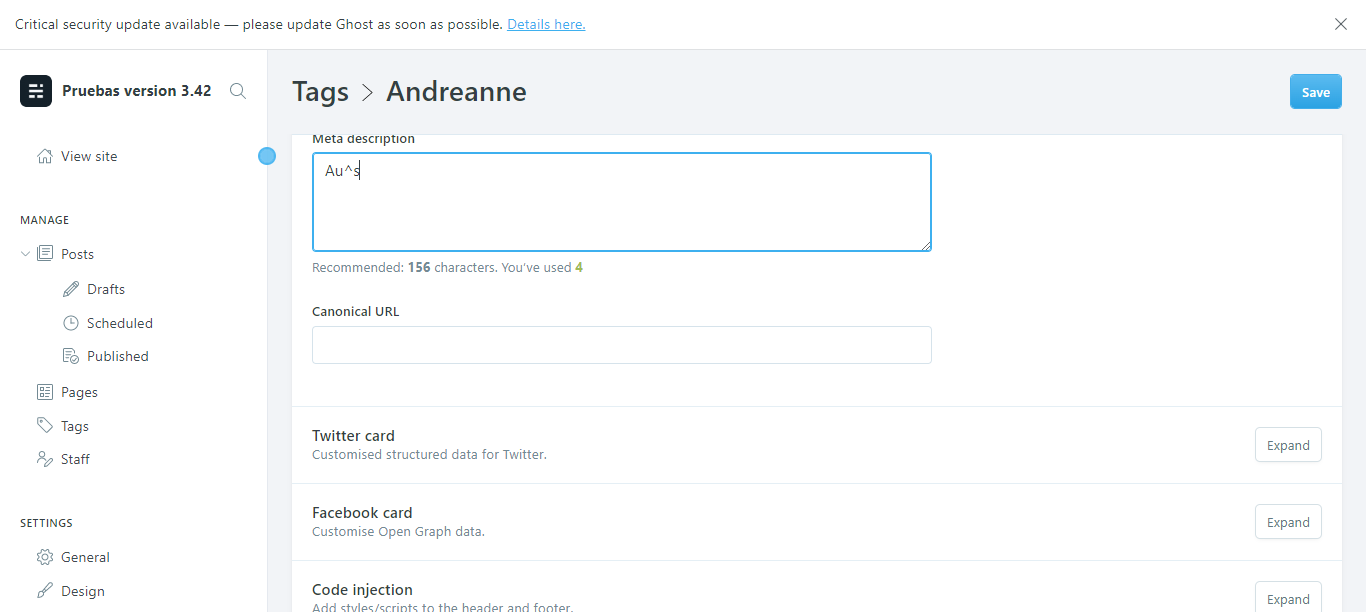 Critical security update available — please update Ghost as soon as possible. Details here.
Pruebas version 3.42
View site
MANAGE
Posts
Drafts
Scheduled
Published
Pages
Tags
Staff
SETTINGS
General
Design
Tags > Andreanne
Save
Meta description
Au^s
Recommended: 156 characters. You’ve used 4
Canonical URL
Twitter card
Customised structured data for Twitter.
Expand
Facebook card
Customise Open Graph data.
Expand
Code injection
Add styles/scripts to the header and footer.
Expand